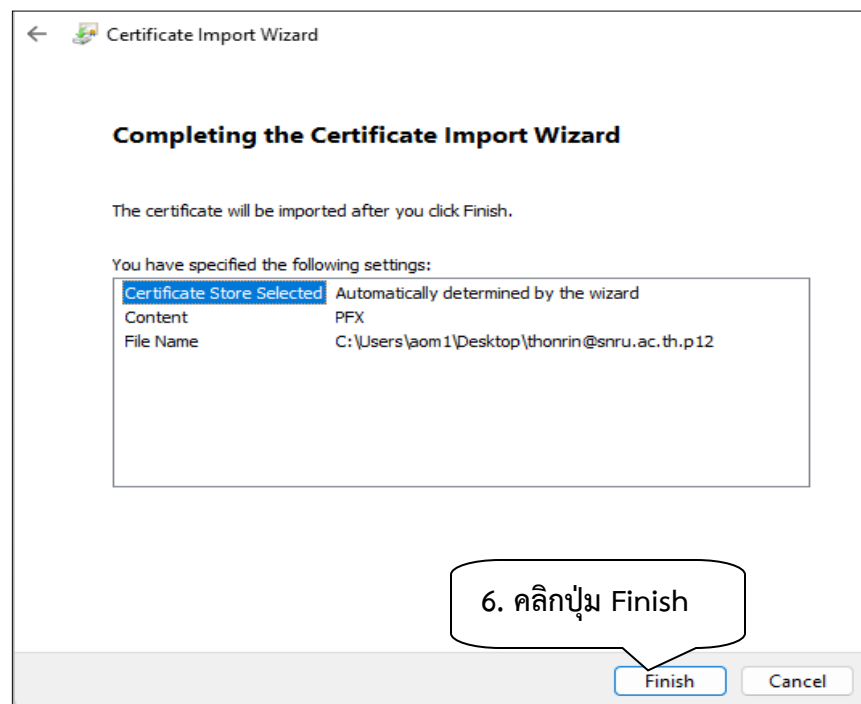 Certificate Import Wizard
Completing the Certificate Import Wizard
The certificate will be imported after you click Finish.
You have specified the following settings:
Certificate Store Selected Automatically determined by the wizard
Content PFX
File Name C:\Users\aom1\Desktop\thonrin@snru.ac.th.p12
6. คลิกปุ่ม Finish
Finish Cancel